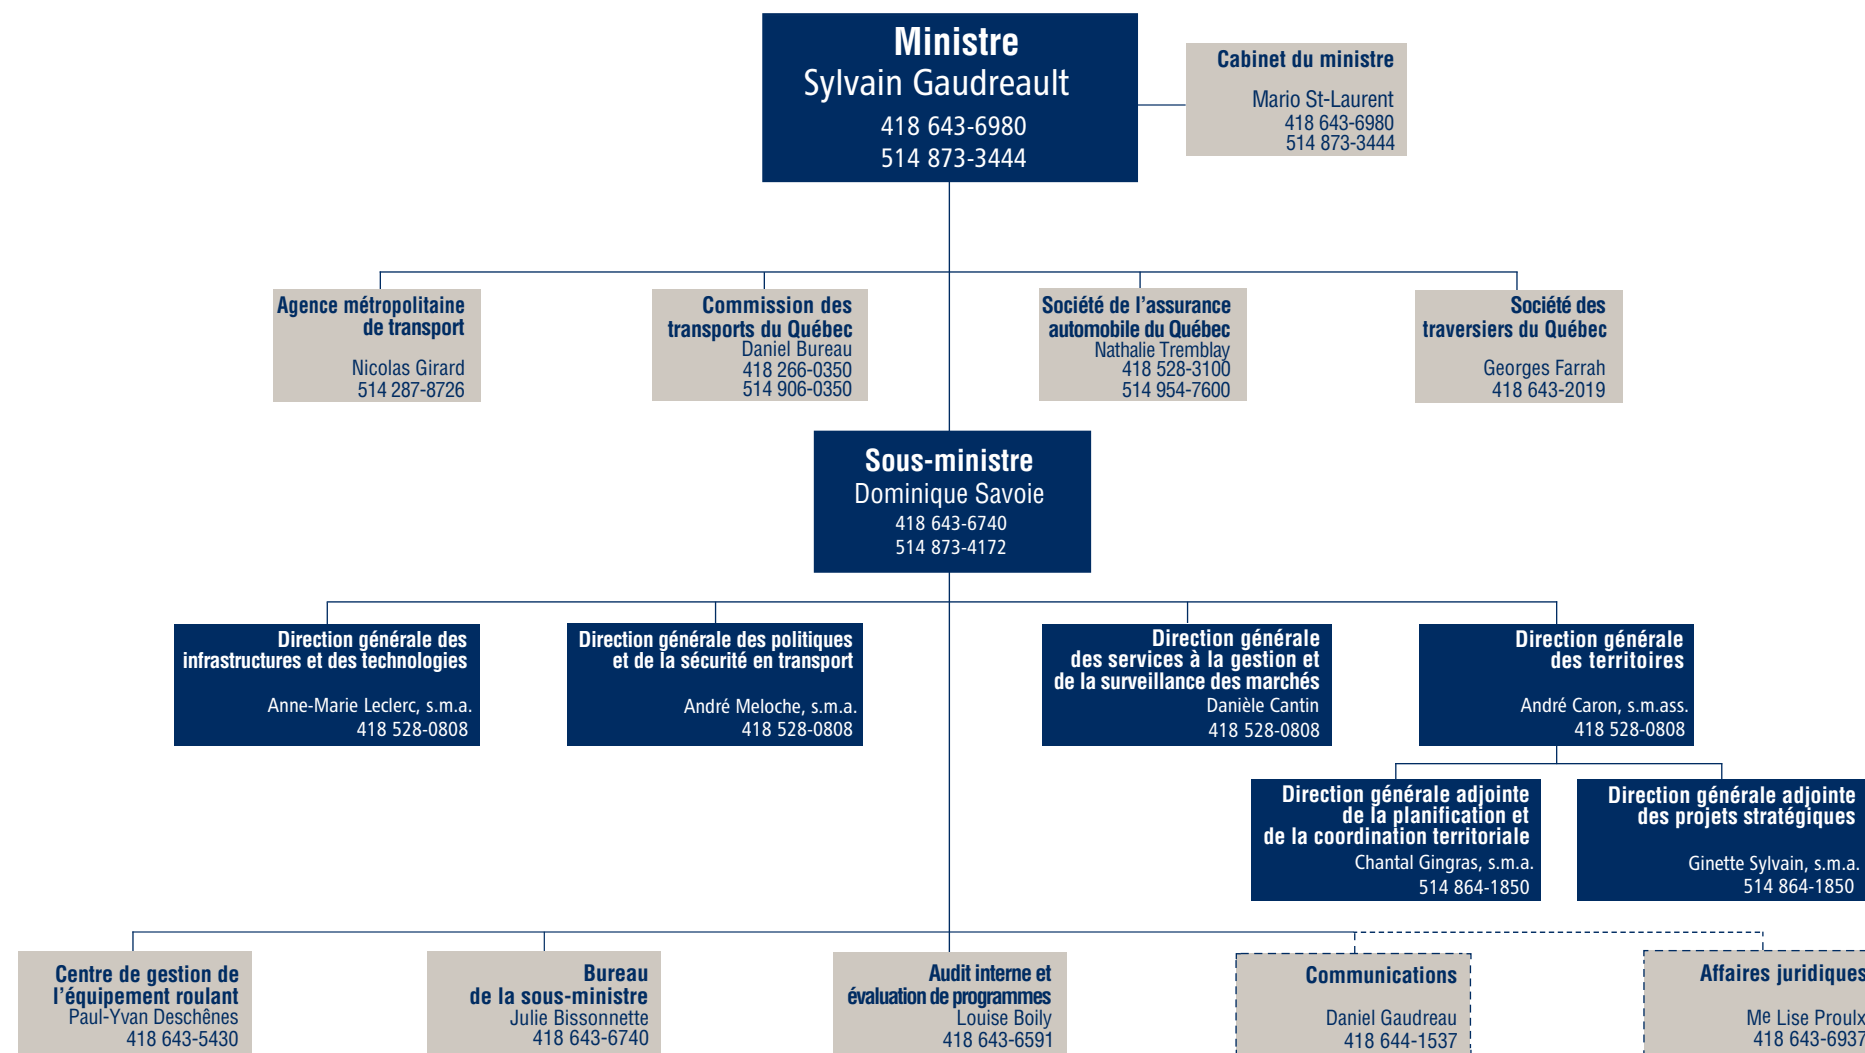 Ministre
Sylvain Gaudreault
418 643-6980
514 873-3444
Cabinet du ministre
Mario St-Laurent
418 643-6980
514 873-3444
Agence métropolitaine
de transport
Nicolas Girard
514 287-8726
Commission des
transports du Québec
Daniel Bureau
418 266-0350
514 906-0350
Société de l'assurance
automobile du Québec
Nathalie Tremblay
418 528-3100
514 954-7600
Société des
traversiers du Québec
Georges Farrah
418 643-2019
Sous-ministre
Dominique Savoie
418 643-6740
514 873-4172
Direction générale des
infrastructures et des technologies
Anne-Marie Leclerc, s.m.a.
418 528-0808
Direction générale des politiques
et de la sécurité en transport
André Meloche, s.m.a.
418 528-0808
Direction générale
des services à la gestion et
de la surveillance des marchés
Danièle Cantin
418 528-0808
Direction générale
des territoires
André Caron, s.m.ass.
418 528-0808
Direction générale adjointe
de la planification et
de la coordination territoriale
Chantal Gingras, s.m.a.
514 864-1850
Direction générale adjointe
des projets stratégiques
Ginette Sylvain, s.m.a.
514 864-1850
Centre de gestion de
l'équipement roulant
Paul-Yvan Deschênes
418 643-5430
Bureau
de la sous-ministre
Julie Bissonnette
418 643-6740
Audit interne et
évaluation de programmes
Louise Boily
418 643-6591
Communications
Daniel Gaudreau
418 644-1537
Affaires juridiques
Me Lise Proulx
418 643-6937